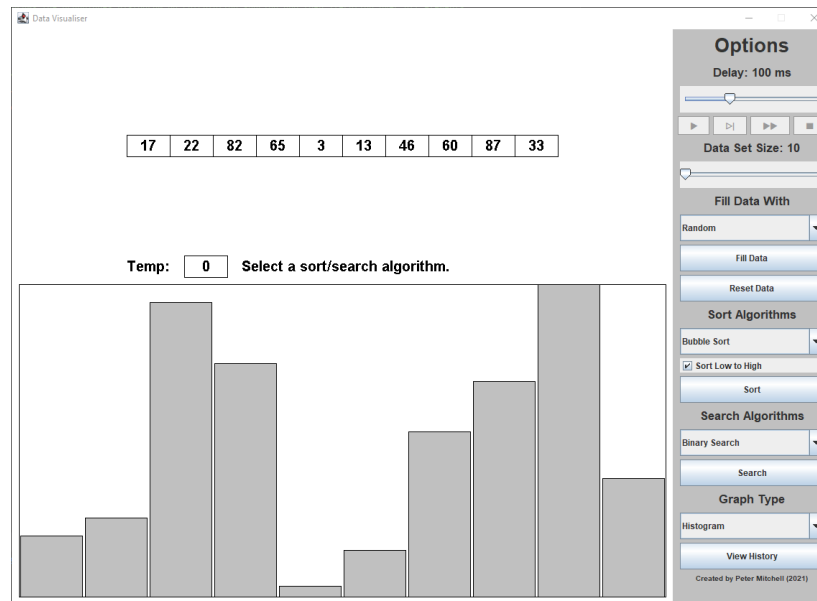 Data Visualiser
Options
Delay: 100 ms
17 22 82 65 3 13 46 60 87 33
Data Set Size: 10
Fill Data With
Random
Fill Data
Temp: 0 Select a sort/search algorithm.
Reset Data
Sort Algorithms
Bubble Sort
Sort Low to High
Sort
Search Algorithms
Binary Search
Search
Graph Type
Histogram
View History
Created by Peter Mitchell (2021)